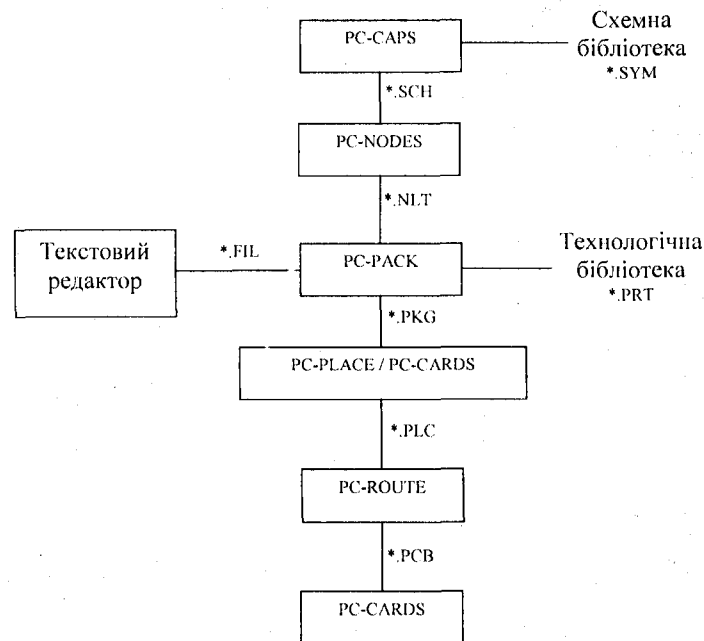 PC-CAPS
Схемна
бібліотека
*.SYM
*.SCH
PC-NODES
*.NLT
Текстовий
редактор
*.FIL
PC-PACK
Технологічна
бібліотека
*.PRT
*.PKG
PC-PLACE / PC-CARDS
*.PLC
PC-ROUTE
*.PCB
PC-CARDS